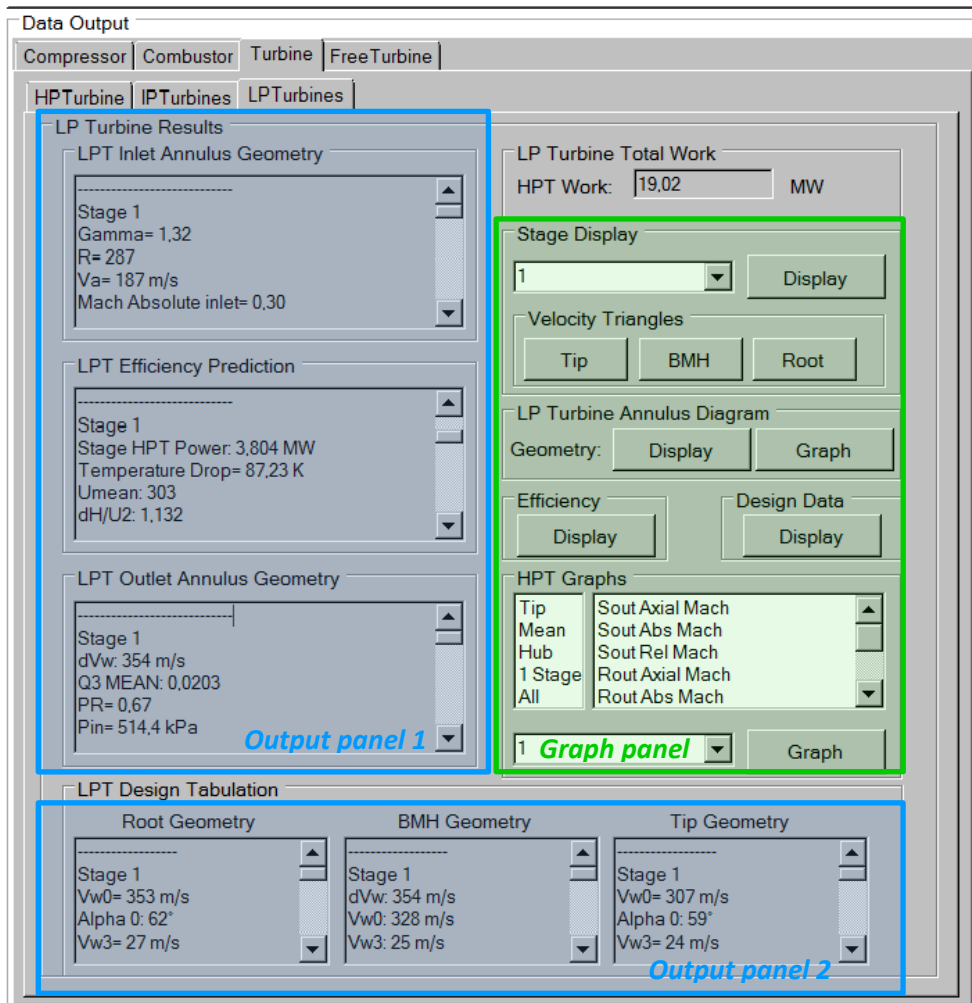 Data Output
Compressor Combustor Turbine FreeTurbine
HPTurbine IPTurbines LPTurbines
LP Turbine Results
LPT Inlet Annulus Geometry
----------------------------
Stage 1
Gamma= 1,32
R= 287
Va= 187 m/s
Mach Absolute inlet= 0,30
LPT Efficiency Prediction
----------------------------
Stage 1
Stage HPT Power: 3,804 MW
Temperature Drop= 87,23 K
Umean: 303
dH/U2: 1,132
LPT Outlet Annulus Geometry
----------------------------
Stage 1
dVw: 354 m/s
Q3 MEAN: 0,0203
PR= 0,67
Pin= 514,4 kPa
Output panel 1
LP Turbine Total Work
HPT Work: 19,02 MW
Stage Display
1 Display
Velocity Triangles
Tip BMH Root
LP Turbine Annulus Diagram
Geometry: Display Graph
Efficiency Design Data
Display Display
HPT Graphs
Tip Sout Axial Mach
Mean Sout Abs Mach
Hub Sout Rel Mach
1 Stage Rout Axial Mach
All Rout Abs Mach
1 Graph panel Graph
LPT Design Tabulation
Root Geometry BMH Geometry Tip Geometry
------------------ ------------------ ------------------
Stage 1 Stage 1 Stage 1
Vw0= 353 m/s dVw: 354 m/s Vw0= 307 m/s
Alpha 0: 62° Vw0: 328 m/s Alpha 0: 59°
Vw3= 27 m/s Vw3: 25 m/s Vw3= 24 m/s
Output panel 2